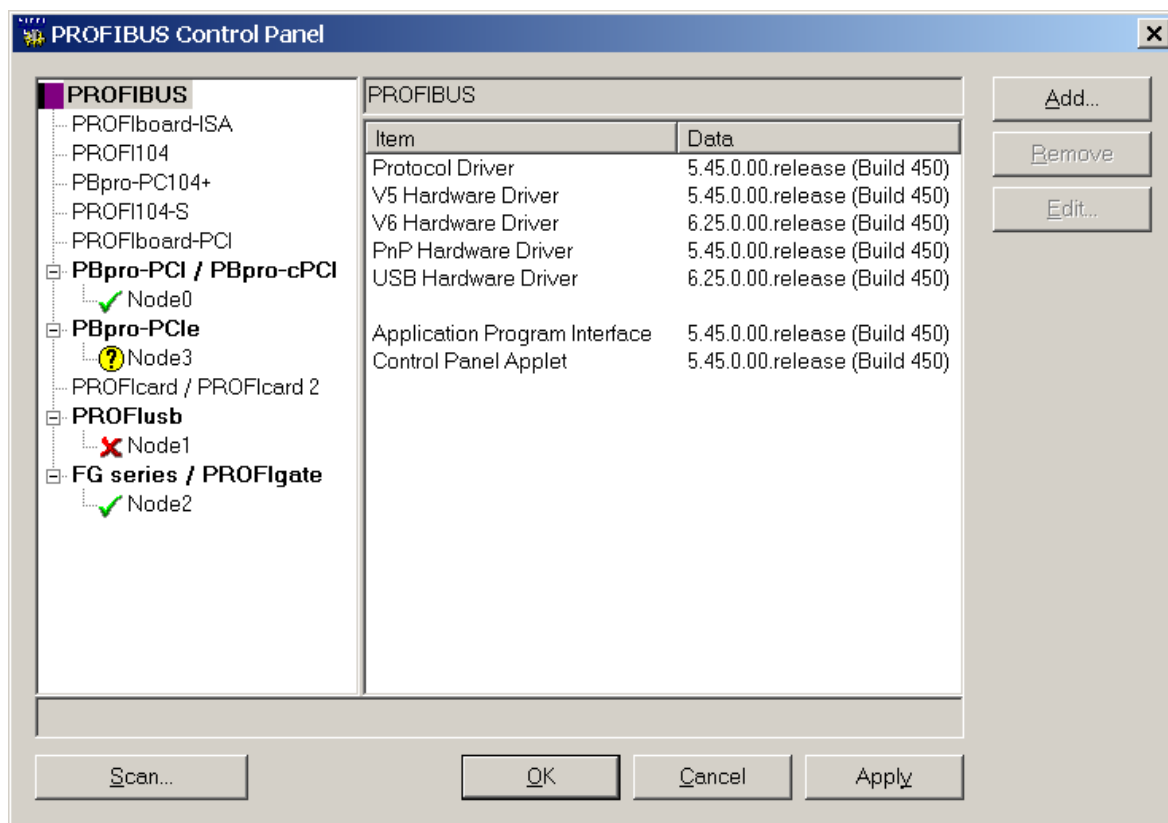 PROFIBUS Control Panel
PROFIBUS
PROFIboard-ISA
PROFI104
PBpro-PC104+
PROFI104-S
PROFIboard-PCI
PBpro-PCI / PBpro-cPCI
Node0
PBpro-PCIe
Node3
PROFIcard / PROFIcard 2
PROFIusb
Node1
FG series / PROFIgate
Node2
PROFIBUS
Item Data
Protocol Driver 5.45.0.00.release (Build 450)
V5 Hardware Driver 5.45.0.00.release (Build 450)
V6 Hardware Driver 6.25.0.00.release (Build 450)
PnP Hardware Driver 5.45.0.00.release (Build 450)
USB Hardware Driver 6.25.0.00.release (Build 450)
Application Program Interface 5.45.0.00.release (Build 450)
Control Panel Applet 5.45.0.00.release (Build 450)
Add...
Remove
Edit...
Scan...
OK
Cancel
Apply